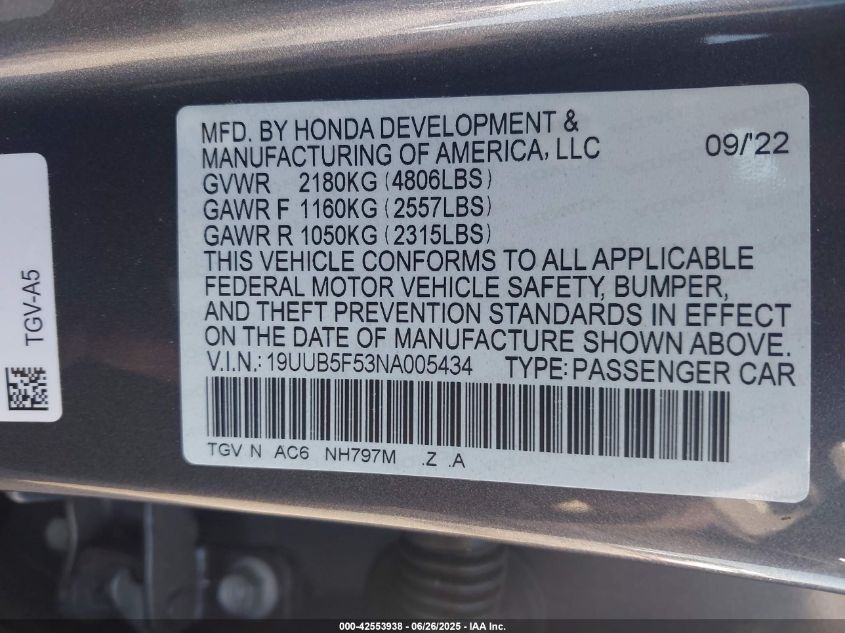 MFD. BY HONDA DEVELOPMENT &
MANUFACTURING OF AMERICA, LLC 09/'22
GVWR 2180KG (4806LBS)
GAWR F 1160KG (2557LBS)
GAWR R 1050KG (2315LBS)
THIS VEHICLE CONFORMS TO ALL APPLICABLE
FEDERAL MOTOR VEHICLE SAFETY, BUMPER,
AND THEFT PREVENTION STANDARDS IN EFFECT
ON THE DATE OF MANUFACTURE SHOWN ABOVE.
V.I.N.: 19UUB5F53NA005434 TYPE: PASSENGER CAR
TGV N AC6 NH797M .Z .A
TGV-A5
000-42553938 - 06/26/2025 - IAA Inc.